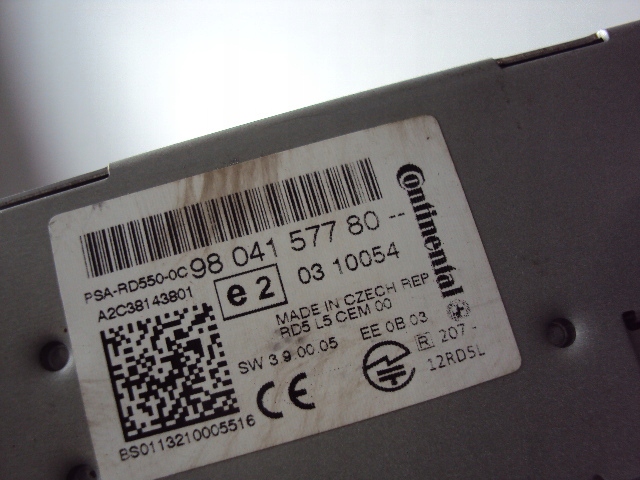 Continental
PSA-RD550-0C 98 041 577 80 --
A2C38143801
e2 03 10054
MADE IN CZECH REP
RD5 L5 CEM 00
SW 3.9.00.05 EE 0B 03
R 207-
12RD5L
CE
BS0113210005516